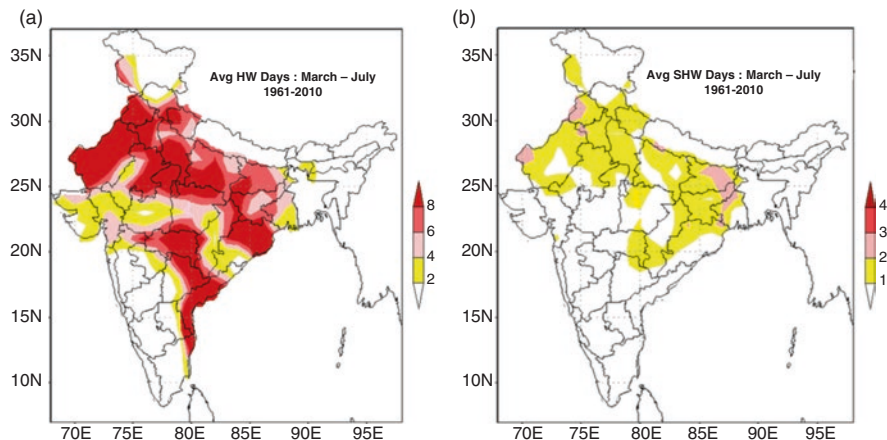 (a)
Avg HW Days : March – July
1961-2010
35N
30N
25N
20N
15N
10N
70E 75E 80E 85E 90E 95E
8
6
4
2
(b)
Avg SHW Days : March – July
1961-2010
35N
30N
25N
20N
15N
10N
70E 75E 80E 85E 90E 95E
4
3
2
1